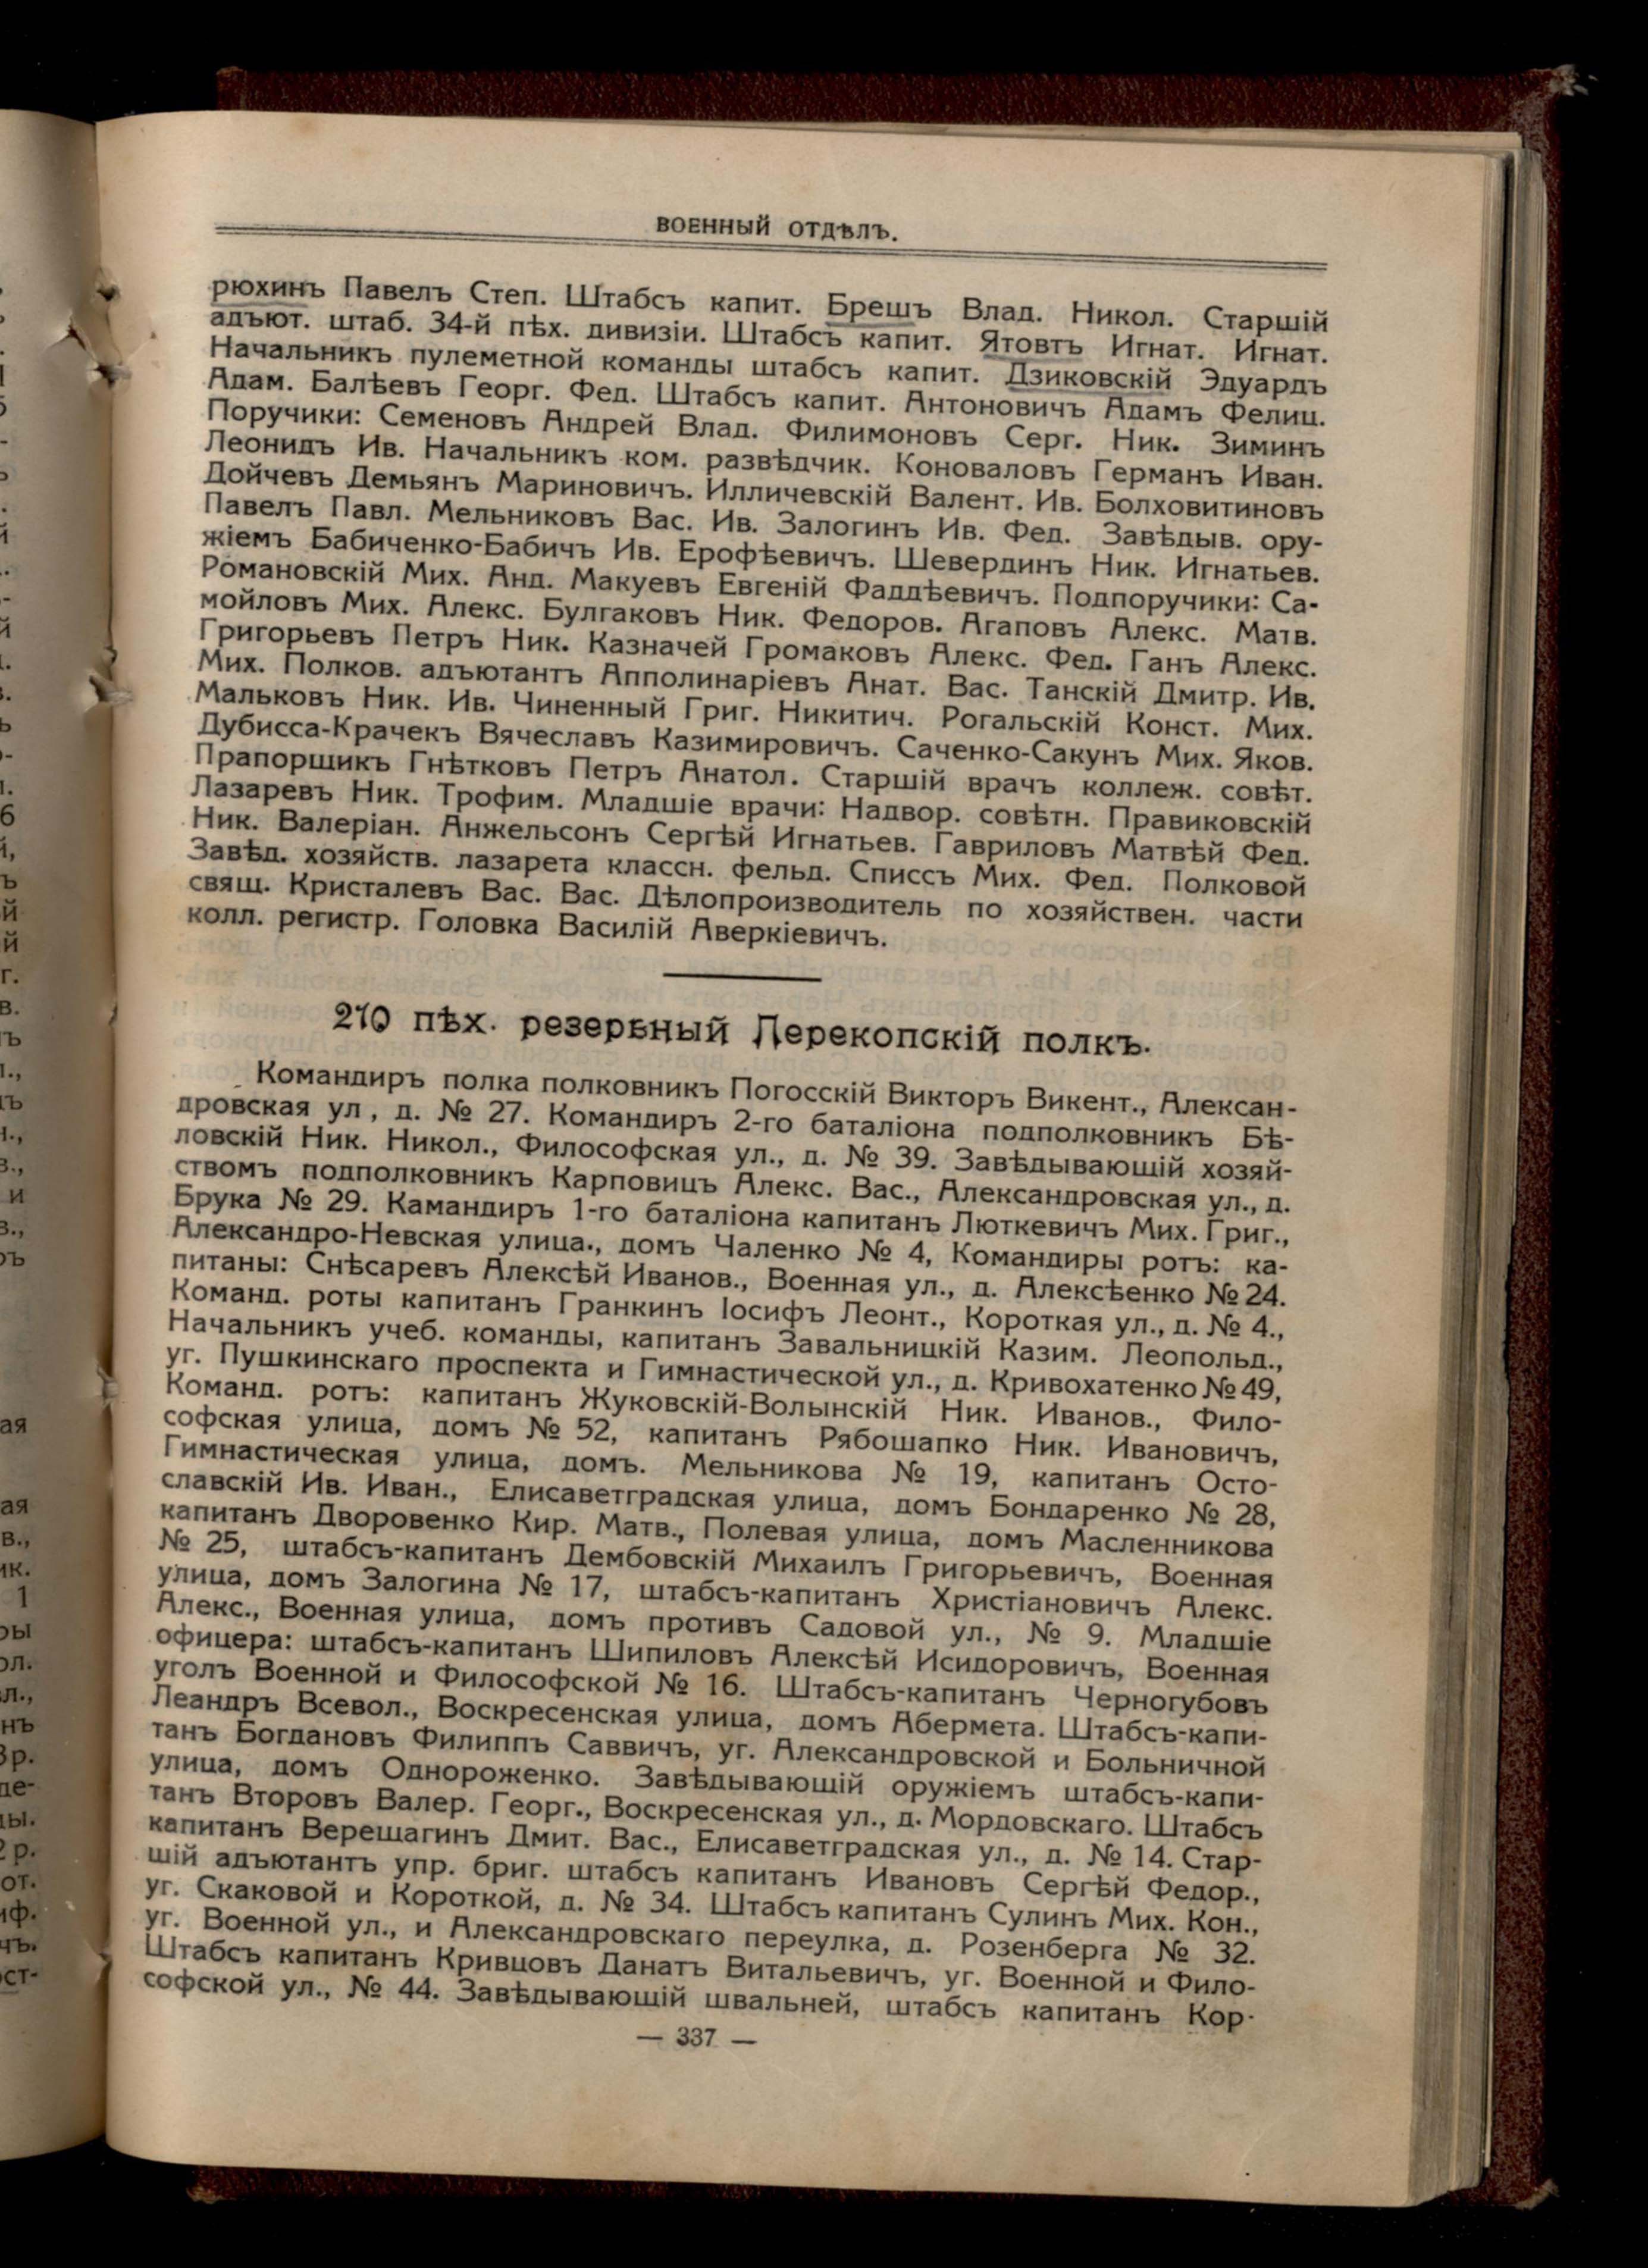 ВОЕННЫЙ ОТДѢЛЪ.
рюхинъ Павелъ Степ. Штабсъ капит. Брешъ Влад. Никол. Старшій
адъют. штаб. 34-й пѣх. дивизіи. Штабсъ капит. Ятовтъ Игнат. Игнат.
Начальникъ пулеметной команды штабсъ капит. Дзиковскій Эдуардъ
Адам. Балѣевъ Георг. Фед. Штабсъ капит. Антоновичъ Адамъ Фелиц.
Поручики: Семеновъ Андрей Влад. Филимоновъ Серг. Ник. Зиминъ
Леонидъ Ив. Начальникъ ком. развѣдчик. Коноваловъ Германъ Иван.
Дойчевъ Демьянъ Мариновичъ. Илличевскій Валент. Ив. Болховитиновъ
Павелъ Павл. Мельниковъ Вас. Ив. Залогинъ Ив. Фед. Завѣдыв. ору-
жіемъ Бабиченко-Бабичъ Ив. Ерофѣевичъ. Шевердинъ Ник. Игнатьев.
Романовскій Мих. Анд. Макуевъ Евгеній Фаддѣевичъ. Подпоручики: Са-
мойловъ Мих. Алекс. Булгаковъ Ник. Федоров. Агаповъ Алекс. Матв.
Григорьевъ Петръ Ник. Казначей Громаковъ Алекс. Фед. Ганъ Алекс.
Мих. Полков. адъютантъ Апполинаріевъ Анат. Вас. Танскій Дмитр. Ив.
Мальковъ Ник. Ив. Чиненный Григ. Никитич. Рогальскій Конст. Мих.
Дубисса-Крачекъ Вячеславъ Казимировичъ. Саченко-Сакунъ Мих. Яков.
Прапорщикъ Гнѣтковъ Петръ Анатол. Старшій врачъ коллеж. совѣт.
Лазаревъ Ник. Трофим. Младшіе врачи: Надвор. совѣтн. Правиковскій
Ник. Валеріан. Анжельсонъ Сергѣй Игнатьев. Гавриловъ Матвѣй Фед.
Завѣд. хозяйств. лазарета классн. фельд. Списсъ Мих. Фед. Полковой
свящ. Кристалевъ Вас. Вас. Дѣлопроизводитель по хозяйствен. части
колл. регистр. Головка Василій Аверкіевичъ.
270 пѣх. резервный Перекопскій полкъ.
Командиръ полка полковникъ Погосскій Викторъ Викент., Алексан-
дровская ул , д. № 27. Командиръ 2-го баталіона подполковникъ Бѣ-
ловскій Ник. Никол., Философская ул., д. № 39. Завѣдывающій хозяй-
ствомъ подполковникъ Карповицъ Алекс. Вас., Александровская ул., д.
Брука № 29. Камандиръ 1-го баталіона капитанъ Люткевичъ Мих. Григ.,
Александро-Невская улица., домъ Чаленко № 4, Командиры ротъ: ка-
питаны: Снѣсаревъ Алексѣй Иванов., Военная ул., д. Алексѣенко № 24.
Команд. роты капитанъ Гранкинъ Іосифъ Леонт., Короткая ул., д. № 4.,
Начальникъ учеб. команды, капитанъ Завальницкій Казим. Леопольд.,
уг. Пушкинскаго проспекта и Гимнастической ул., д. Кривохатенко № 49,
Команд. ротъ: капитанъ Жуковскій-Волынскій Ник. Иванов., Фило-
софская улица, домъ № 52, капитанъ Рябошапко Ник. Ивановичъ,
Гимнастическая улица, домъ. Мельникова № 19, капитанъ Осто-
славскій Ив. Иван., Елисаветградская улица, домъ Бондаренко № 28,
капитанъ Дворовенко Кир. Матв., Полевая улица, домъ Масленникова
№ 25, штабсъ-капитанъ Дембовскій Михаилъ Григорьевичъ, Военная
улица, домъ Залогина № 17, штабсъ-капитанъ Христіановичъ Алекс.
Алекс., Военная улица, домъ противъ Садовой ул., № 9. Младшіе
офицера: штабсъ-капитанъ Шипиловъ Алексѣй Исидоровичъ, Военная
уголъ Военной и Философской № 16. Штабсъ-капитанъ Черногубовъ
Леандръ Всевол., Воскресенская улица, домъ Абермета. Штабсъ-капи-
танъ Богдановъ Филиппъ Саввичъ, уг. Александровской и Больничной
улица, домъ Однороженко. Завѣдывающій оружіемъ штабсъ-капи-
танъ Второвъ Валер. Георг., Воскресенская ул., д. Мордовскаго. Штабсъ
капитанъ Верещагинъ Дмит. Вас., Елисаветградская ул., д. № 14. Стар-
шій адъютантъ упр. бриг. штабсъ капитанъ Ивановъ Сергѣй Федор.,
уг. Скаковой и Короткой, д. № 34. Штабсъ капитанъ Сулинъ Мих. Кон.,
уг. Военной ул., и Александровскаго переулка, д. Розенберга № 32.
Штабсъ капитанъ Кривцовъ Данатъ Витальевичъ, уг. Военной и Фило-
софской ул., № 44. Завѣдывающій швальней, штабсъ капитанъ Кор-
— 337 —